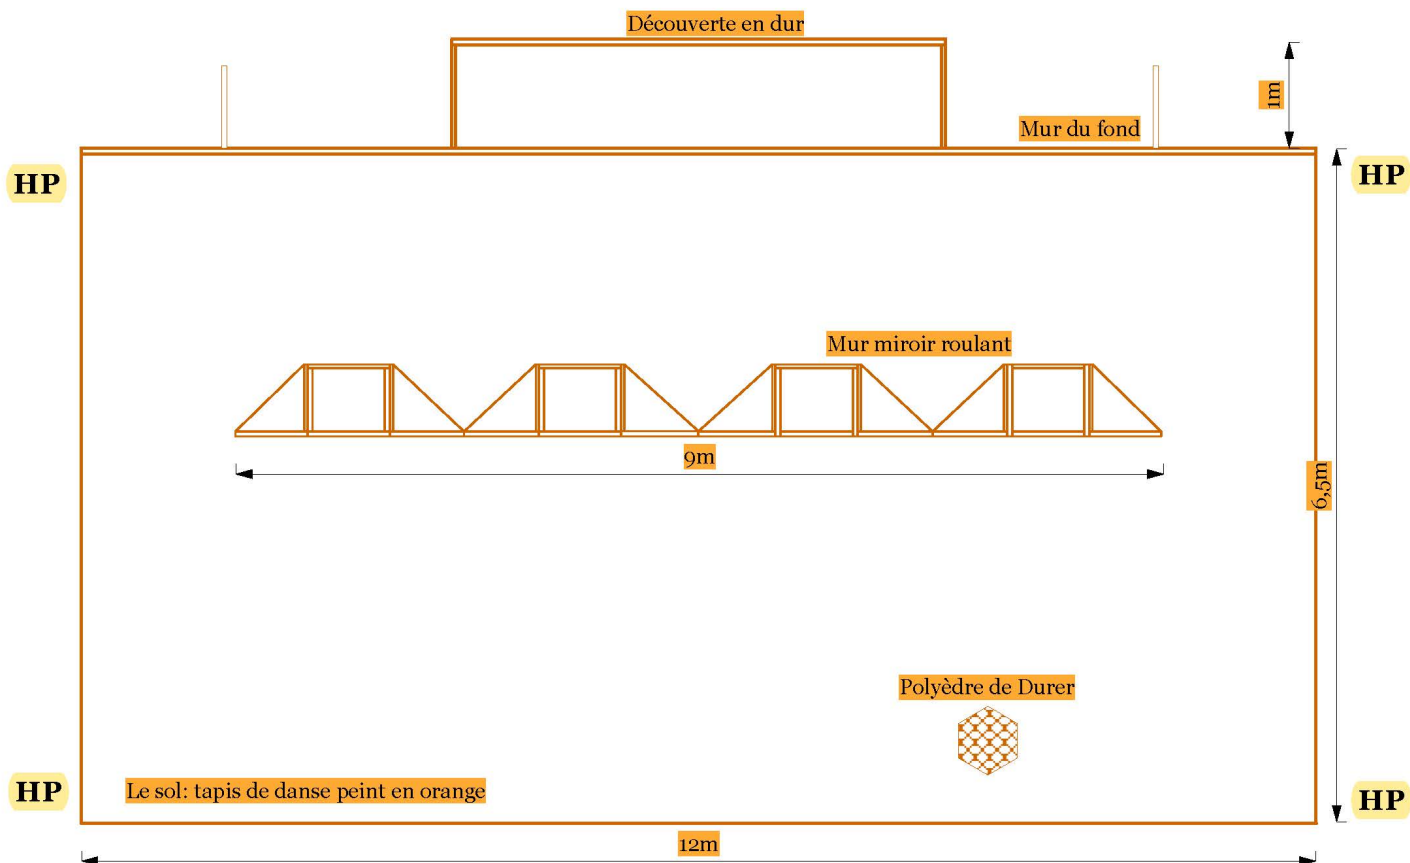 Découverte en dur
1m
Mur du fond
HP
HP
Mur miroir roulant
9m
6,5m
Polyèdre de Durer
Le sol: tapis de danse peint en orange
HP
HP
12m